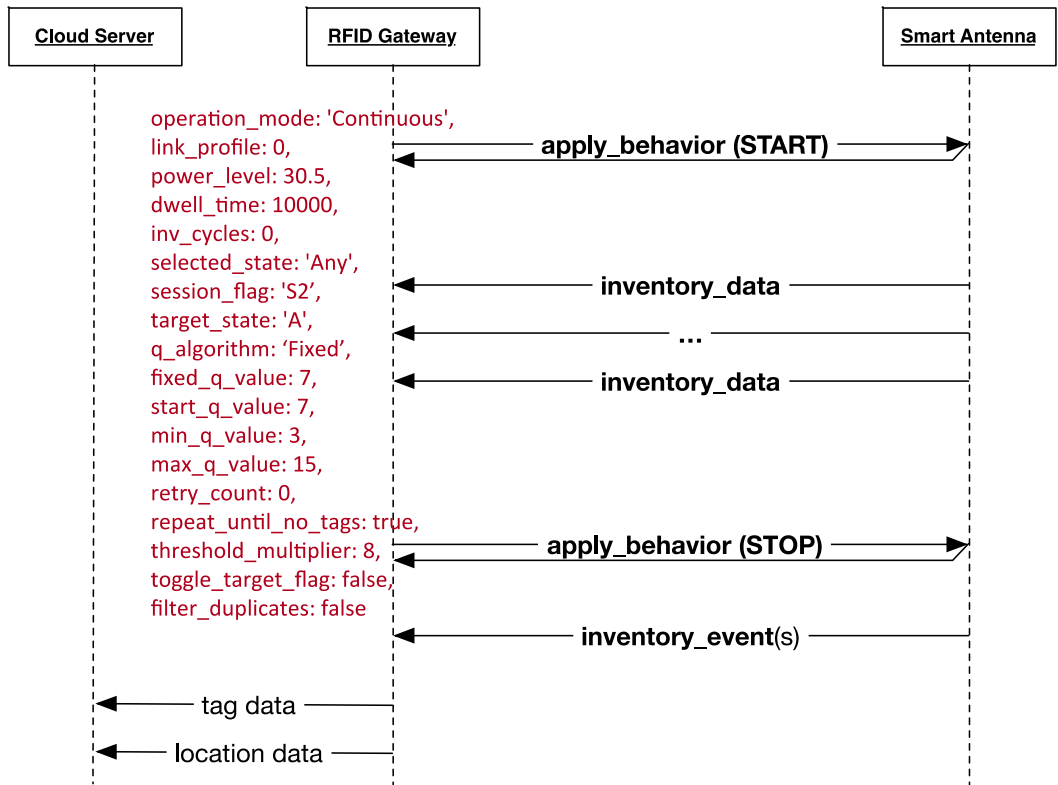 Cloud Server
RFID Gateway
Smart Antenna
operation_mode: 'Continuous',
link_profile: 0,
power_level: 30.5,
dwell_time: 10000,
inv_cycles: 0,
selected_state: 'Any',
session_flag: 'S2’,
target_state: 'A',
q_algorithm: ‘Fixed’,
fixed_q_value: 7,
start_q_value: 7,
min_q_value: 3,
max_q_value: 15,
retry_count: 0,
repeat_until_no_tags: true,
threshold_multiplier: 8,
toggle_target_flag: false,
filter_duplicates: false
apply_behavior (START)
inventory_data
...
inventory_data
apply_behavior (STOP)
inventory_event(s)
tag data
location data